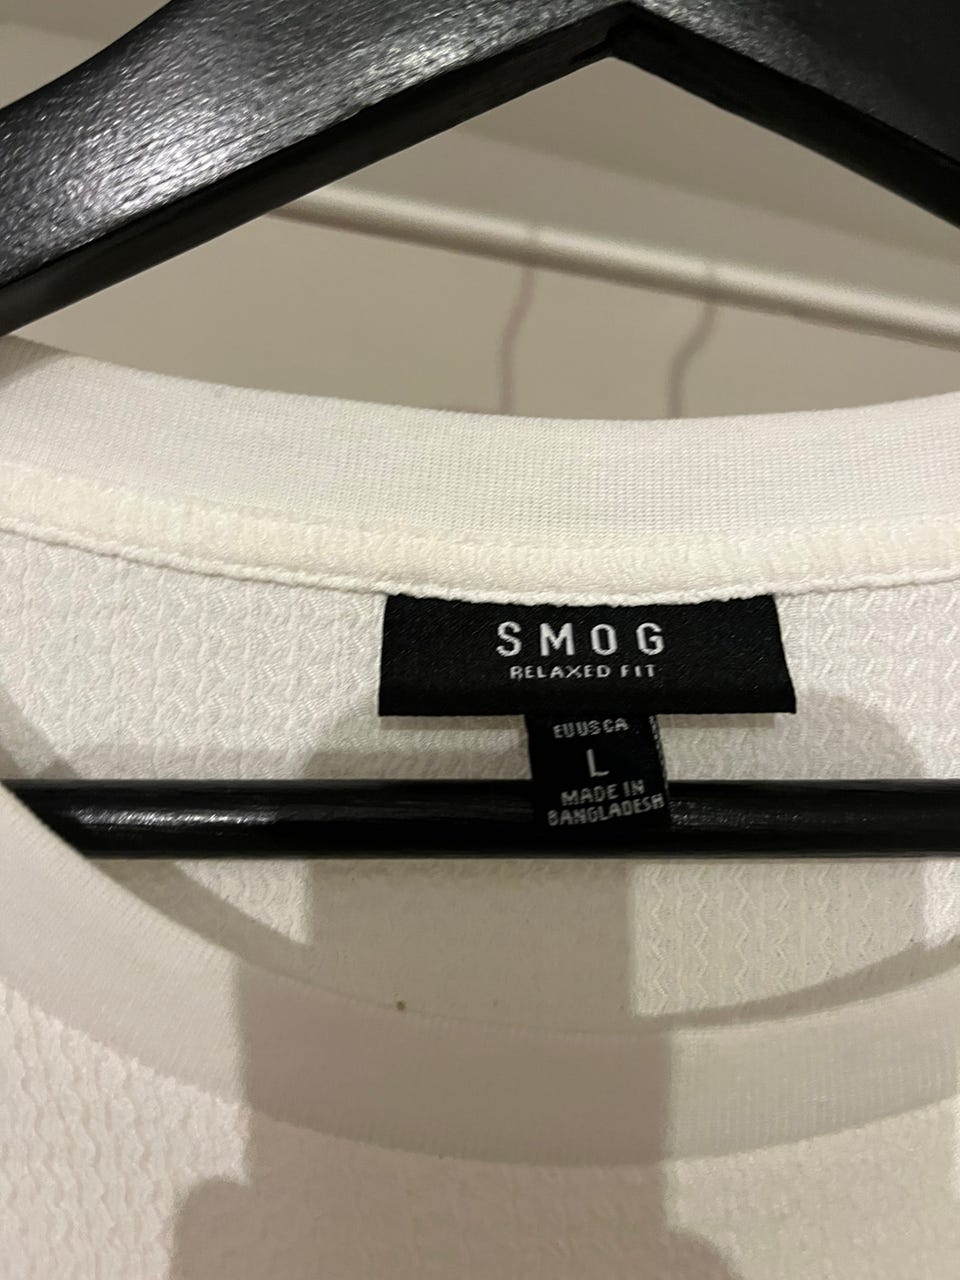 SMOG
RELAXED FIT
EU US CA
L
MADE IN
BANGLADESH